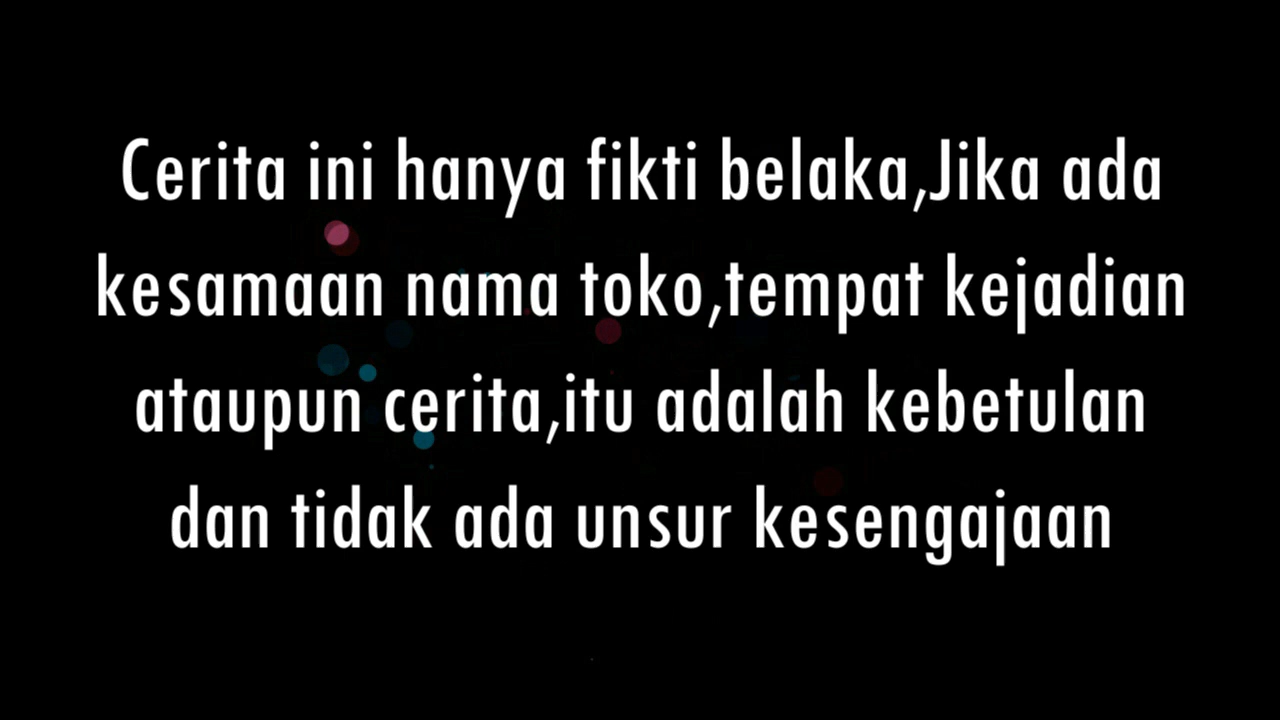 Cerita ini hanya fikti belaka,Jika ada
kesamaan nama toko,tempat kejadian
ataupun cerita,itu adalah kebetulan
dan tidak ada unsur kesengajaan